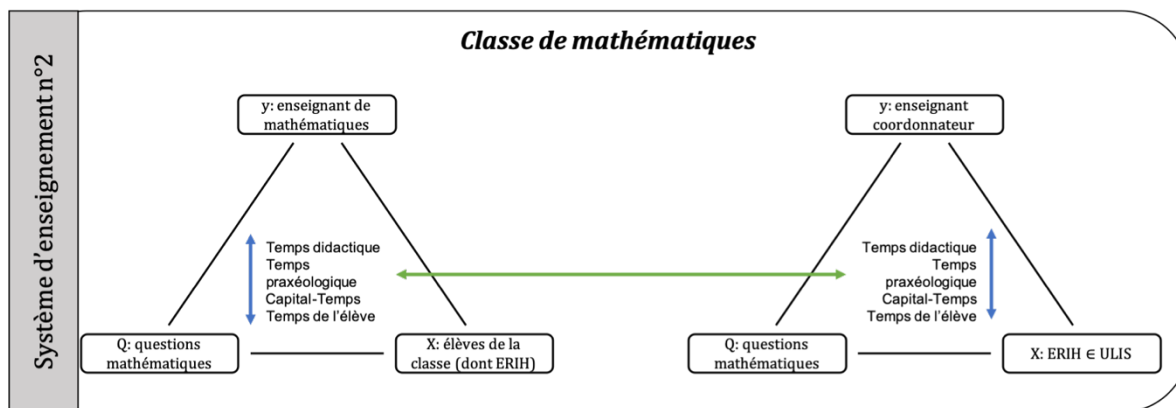 Système d'enseignement n°2
Classe de mathématiques
y: enseignant de
mathématiques
Temps didactique
Temps
praxéologique
Capital-Temps
Temps de l'élève
Q: questions
mathématiques
X: élèves de la
classe (dont ERIH)
y: enseignant
coordonnateur
Temps didactique
Temps
praxéologique
Capital-Temps
Temps de l'élève
Q: questions
mathématiques
X: ERIH ∈ ULIS